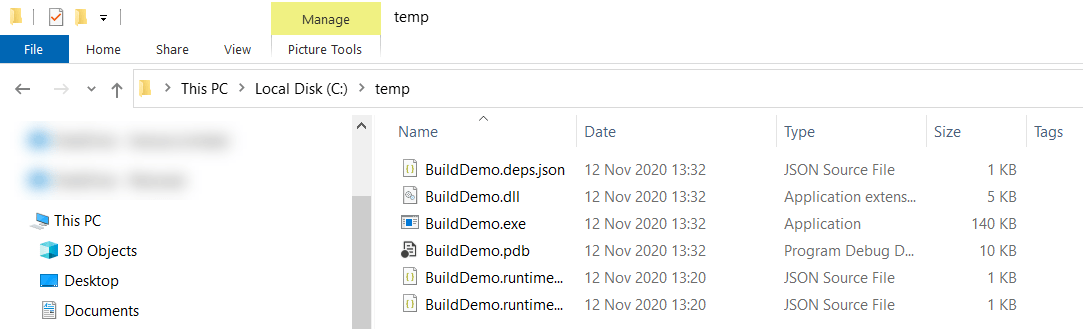 Manage temp
File Home Share View Picture Tools
This PC Local Disk (C:) temp
Name Date Type Size Tags
BuildDemo.deps.json 12 Nov 2020 13:32 JSON Source File 1 KB
BuildDemo.dll 12 Nov 2020 13:32 Application extens... 5 KB
This PC
BuildDemo.exe 12 Nov 2020 13:32 Application 140 KB
3D Objects
BuildDemo.pdb 12 Nov 2020 13:32 Program Debug D... 10 KB
Desktop
BuildDemo.runtime... 12 Nov 2020 13:20 JSON Source File 1 KB
Documents
BuildDemo.runtime... 12 Nov 2020 13:20 JSON Source File 1 KB